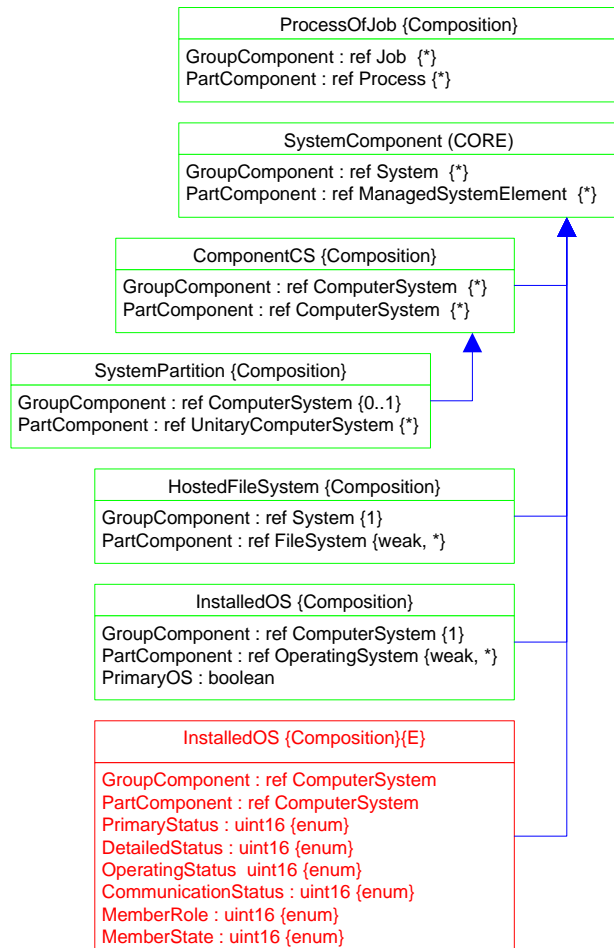 ProcessOfJob {Composition}
GroupComponent : ref Job {*}
PartComponent : ref Process {*}
SystemComponent (CORE)
GroupComponent : ref System {*}
PartComponent : ref ManagedSystemElement {*}
ComponentCS {Composition}
GroupComponent : ref ComputerSystem {*}
PartComponent : ref ComputerSystem {*}
SystemPartition {Composition}
GroupComponent : ref ComputerSystem {0..1}
PartComponent : ref UnitaryComputerSystem {*}
HostedFileSystem {Composition}
GroupComponent : ref System {1}
PartComponent : ref FileSystem {weak, *}
InstalledOS {Composition}
GroupComponent : ref ComputerSystem {1}
PartComponent : ref OperatingSystem {weak, *}
PrimaryOS : boolean
InstalledOS {Composition}{E}
GroupComponent : ref ComputerSystem
PartComponent : ref ComputerSystem
PrimaryStatus : uint16 {enum}
DetailedStatus : uint16 {enum}
OperatingStatus uint16 {enum}
CommunicationStatus : uint16 {enum}
MemberRole : uint16 {enum}
MemberState : uint16 {enum}